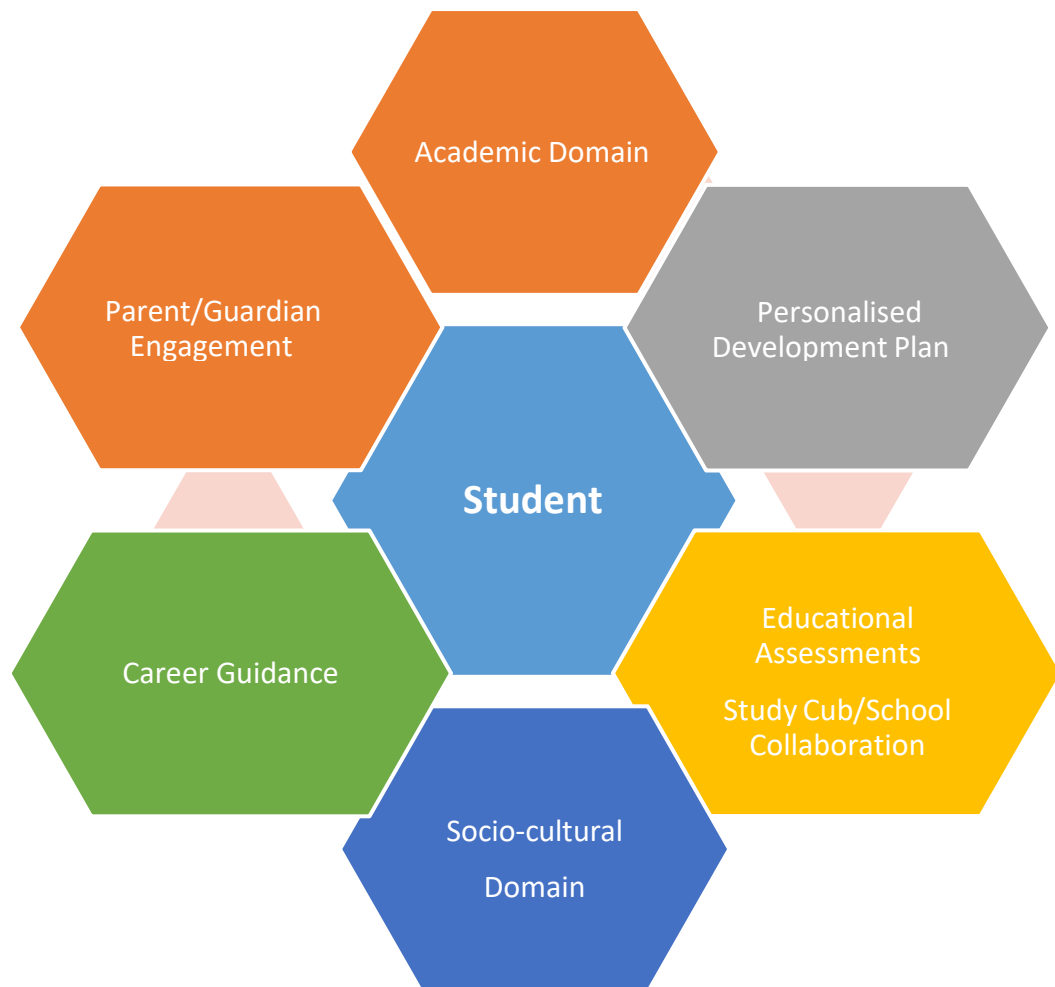 Academic Domain
Parent/Guardian
Engagement
Personalised
Development Plan
Student
Career Guidance
Educational
Assessments
Study Cub/School
Collaboration
Socio-cultural
Domain